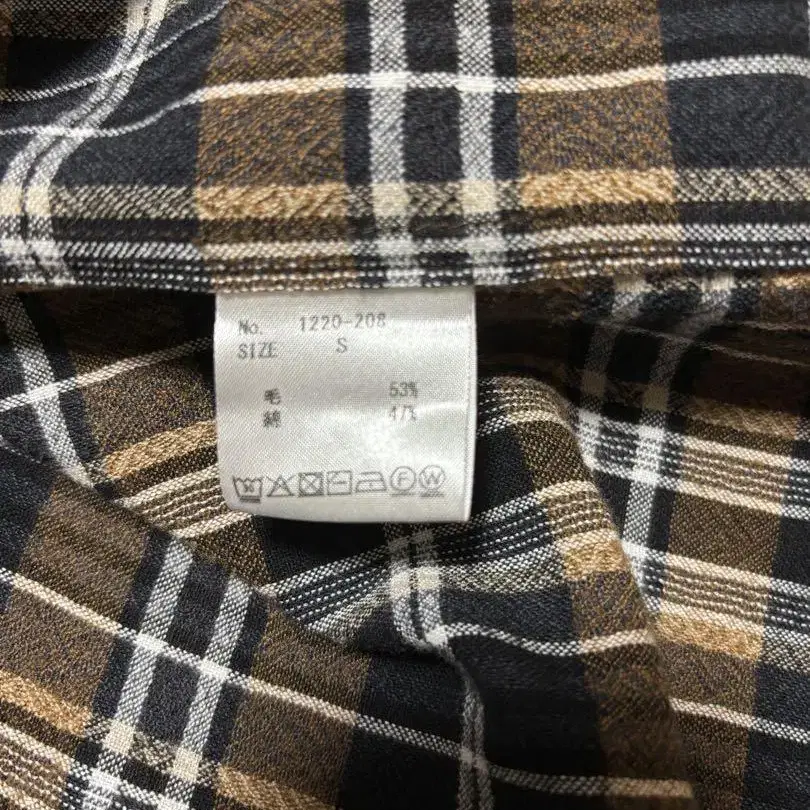 No. 1220-208
SIZE S
毛 53%
綿 47%
F W